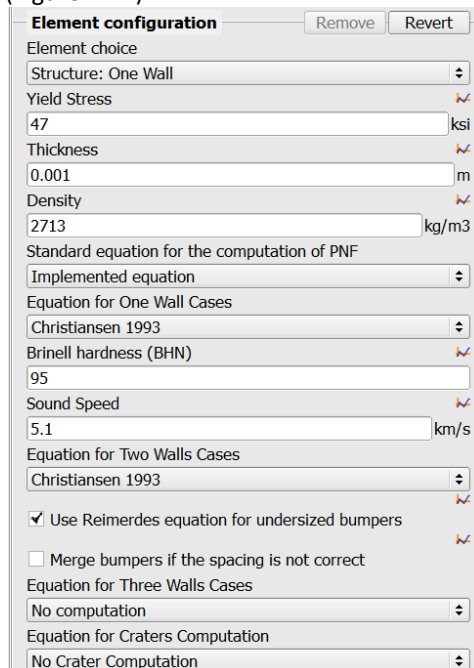 Element configuration Remove Revert
Element choice
Structure: One Wall
Yield Stress
47 ksi
Thickness
0.001 m
Density
2713 kg/m3
Standard equation for the computation of PNF
Implemented equation
Equation for One Wall Cases
Christiansen 1993
Brinell hardness (BHN)
95
Sound Speed
5.1 km/s
Equation for Two Walls Cases
Christiansen 1993
Use Reimerdes equation for undersized bumpers
Merge bumpers if the spacing is not correct
Equation for Three Walls Cases
No computation
Equation for Craters Computation
No Crater Computation